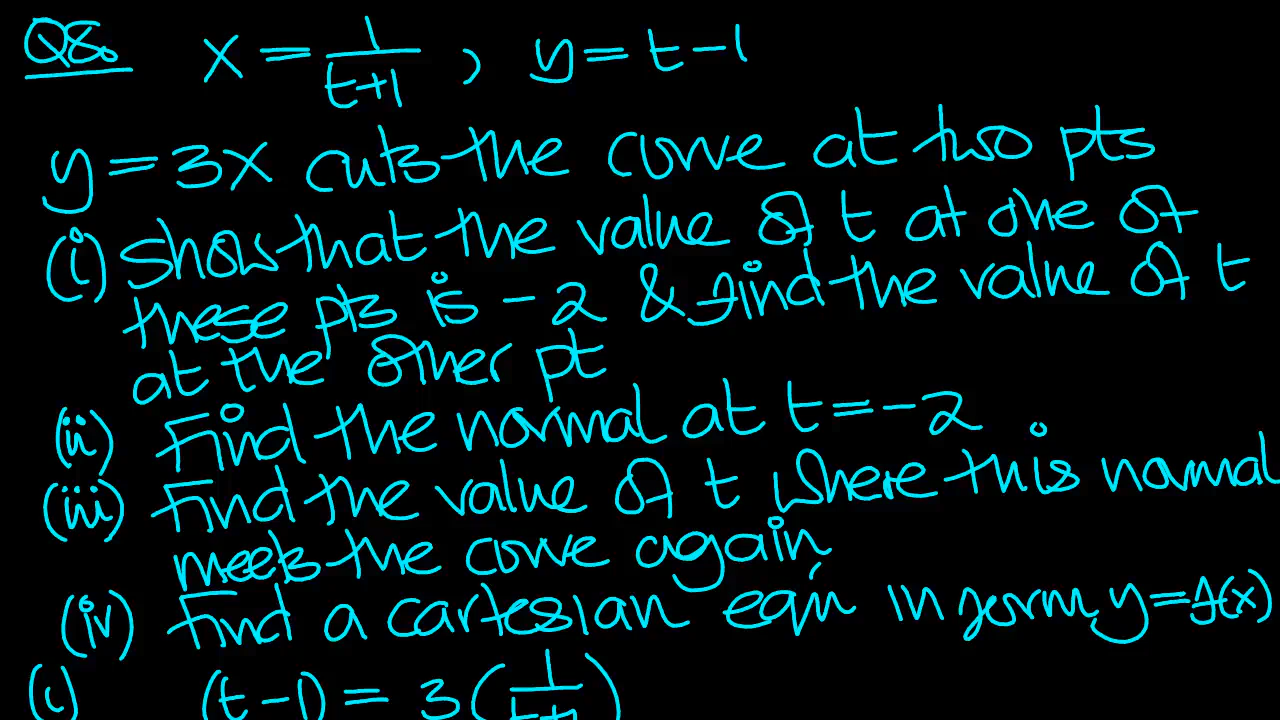 Q8. x = 1/(t+1) , y = t-1
y = 3x cuts the curve at two pts
(i) Show that the value of t at one of
these pts is -2 & find the value of t
at the other pt
(ii) Find the normal at t = -2
(iii) Find the value of t where this normal
meets the curve again
(iv) Find a cartesian eq'n in form y = f(x)
(i) (t-1) = 3(1/(t+1))